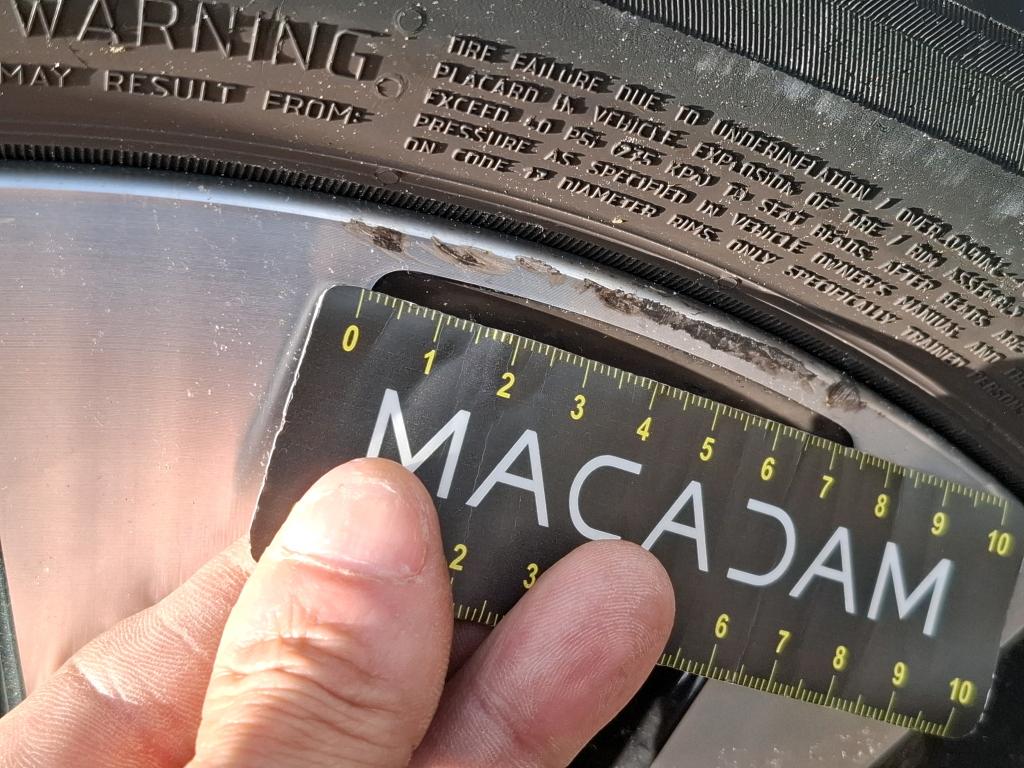 WARNING
MAY RESULT FROM:
TIRE FAILURE DUE TO UNDERINFLATION / OVERLOADING
PLACARD IN VEHICLE. EXPLOSION OF TIRE / RIM ASSEMBLY
EXCEED 40 PSI (275 KPA) TO SEAT BEADS. AFTER BEADS ARE
PRESSURE AS SPECIFIED IN VEHICLE OWNER'S MANUAL AND
DIAMETER RIMS. ONLY SPECIFICALLY TRAINED PERSONS
0 1 2 3 4 5 6 7 8 9 10
MACADAM
2 3 6 7 8 9 10